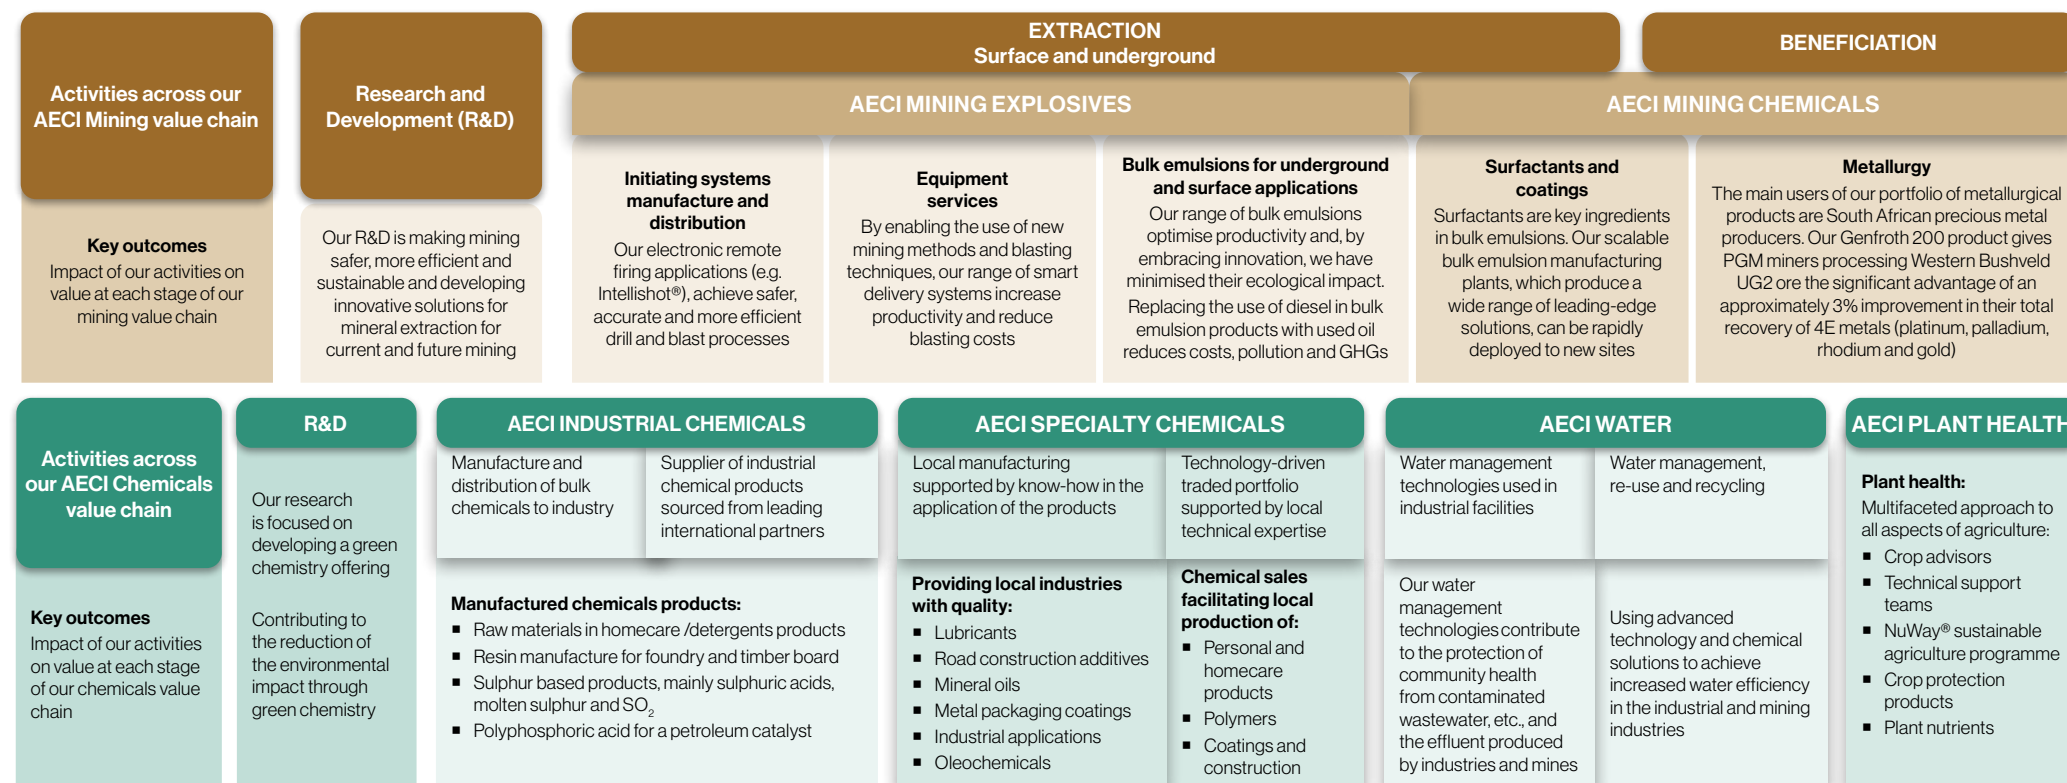 Activities across our
AECI Mining value chain
Key outcomes
Impact of our activities on
value at each stage of our
mining value chain
Research and
Development (R&D)
Our R&D is making mining
safer, more efficient and
sustainable and developing
innovative solutions for
mineral extraction for
current and future mining
EXTRACTION
Surface and underground
BENEFICIATION
AECI MINING EXPLOSIVES
AECI MINING CHEMICALS
Initiating systems
manufacture and
distribution
Our electronic remote
firing applications (e.g.
Intellishot®), achieve safer,
accurate and more efficient
drill and blast processes
Equipment
services
By enabling the use of new
mining methods and blasting
techniques, our range of smart
delivery systems increase
productivity and reduce
blasting costs
Bulk emulsions for underground
and surface applications
Our range of bulk emulsions
optimise productivity and, by
embracing innovation, we have
minimised their ecological impact.
Replacing the use of diesel in bulk
emulsion products with used oil
reduces costs, pollution and GHGs
Surfactants and
coatings
Surfactants are key ingredients
in bulk emulsions. Our scalable
bulk emulsion manufacturing
plants, which produce a
wide range of leading-edge
solutions, can be rapidly
deployed to new sites
Metallurgy
The main users of our portfolio of metallurgical
products are South African precious metal
producers. Our Genfroth 200 product gives
PGM miners processing Western Bushveld
UG2 ore the significant advantage of an
approximately 3% improvement in their total
recovery of 4E metals (platinum, palladium,
rhodium and gold)
Activities across
our AECI Chemicals
value chain
Key outcomes
Impact of our activities
on value at each stage
of our chemicals value
chain
R&D
Our research
is focused on
developing a green
chemistry offering
Contributing to
the reduction of
the environmental
impact through
green chemistry
AECI INDUSTRIAL CHEMICALS
Manufacture and
distribution of bulk
chemicals to industry
Supplier of industrial
chemical products
sourced from leading
international partners
Manufactured chemicals products:
■ Raw materials in homecare /detergents products
■ Resin manufacture for foundry and timber board
■ Sulphur based products, mainly sulphuric acids,
molten sulphur and SO₂
■ Polyphosphoric acid for a petroleum catalyst
AECI SPECIALTY CHEMICALS
Local manufacturing
supported by know-how in the
application of the products
Technology-driven
traded portfolio
supported by local
technical expertise
Providing local industries
with quality:
■ Lubricants
■ Road construction additives
■ Mineral oils
■ Metal packaging coatings
■ Industrial applications
■ Oleochemicals
Chemical sales
facilitating local
production of:
■ Personal and
homecare
products
■ Polymers
■ Coatings and
construction
AECI WATER
Water management
technologies used in
industrial facilities
Water management,
re-use and recycling
Our water
management
technologies contribute
to the protection of
community health
from contaminated
wastewater, etc., and
the effluent produced
by industries and mines
Using advanced
technology and chemical
solutions to achieve
increased water efficiency
in the industrial and mining
industries
AECI PLANT HEALTH
Plant health:
Multifaceted approach to
all aspects of agriculture:
■ Crop advisors
■ Technical support
teams
■ NuWay® sustainable
agriculture programme
■ Crop protection
products
■ Plant nutrients